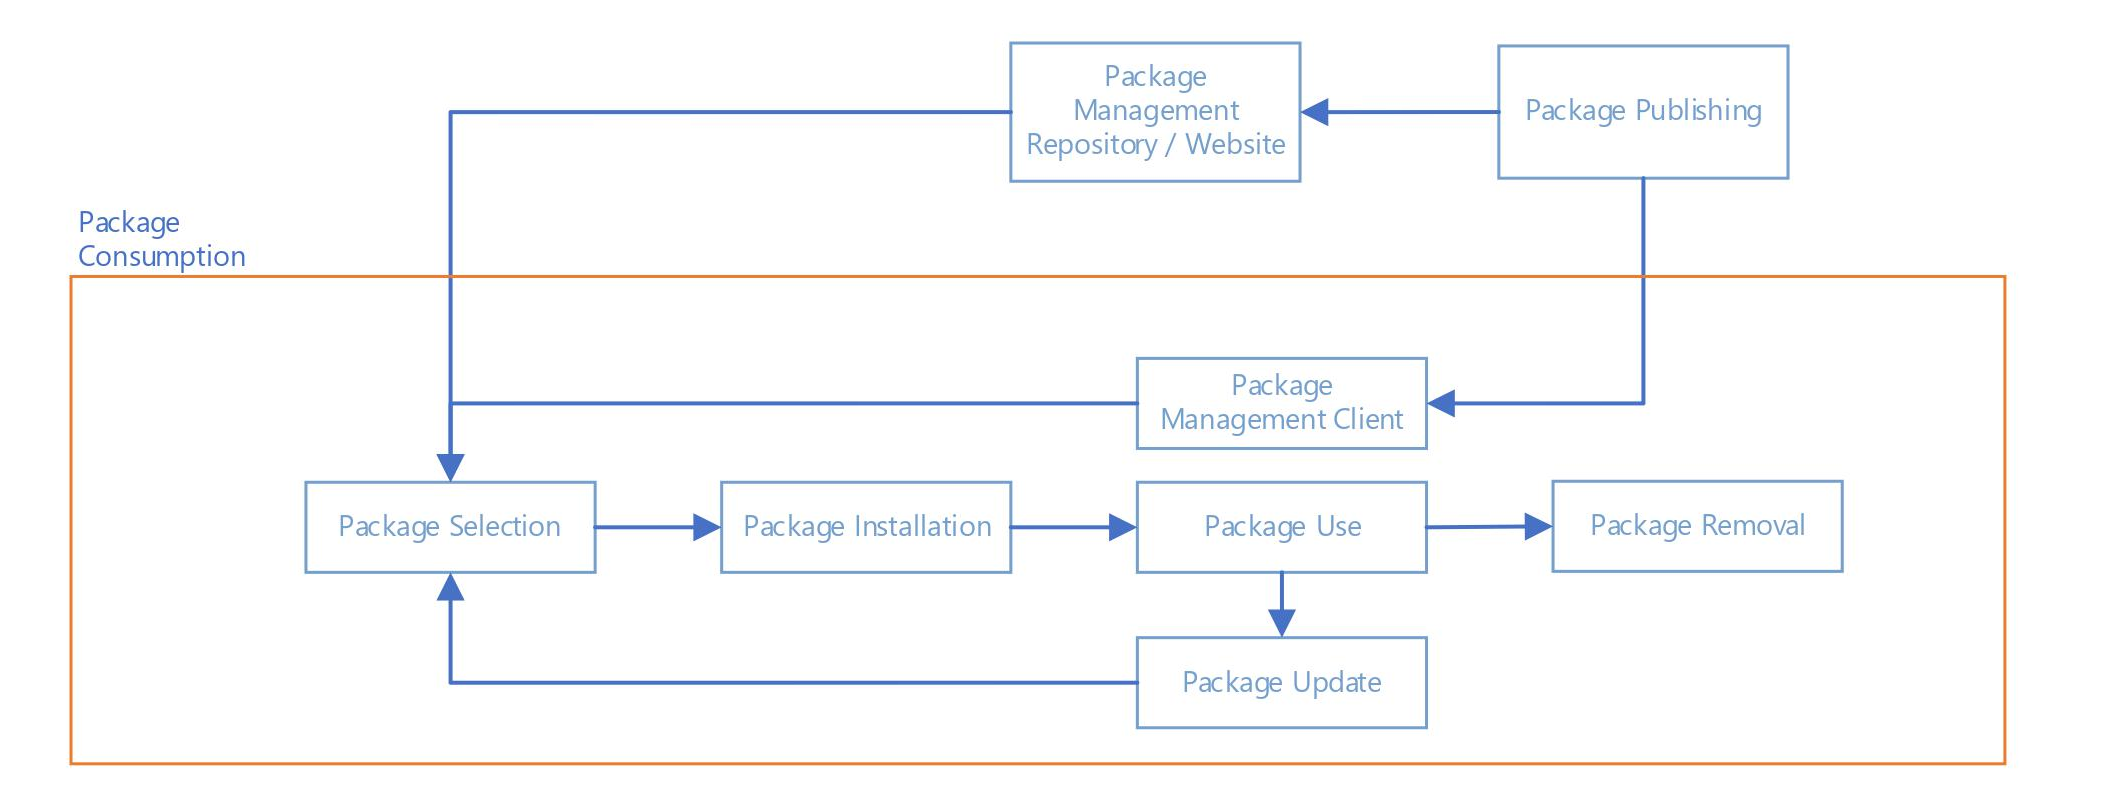 Package
Management
Repository / Website
Package Publishing
Package
Consumption
Package
Management Client
Package Selection
Package Installation
Package Use
Package Removal
Package Update